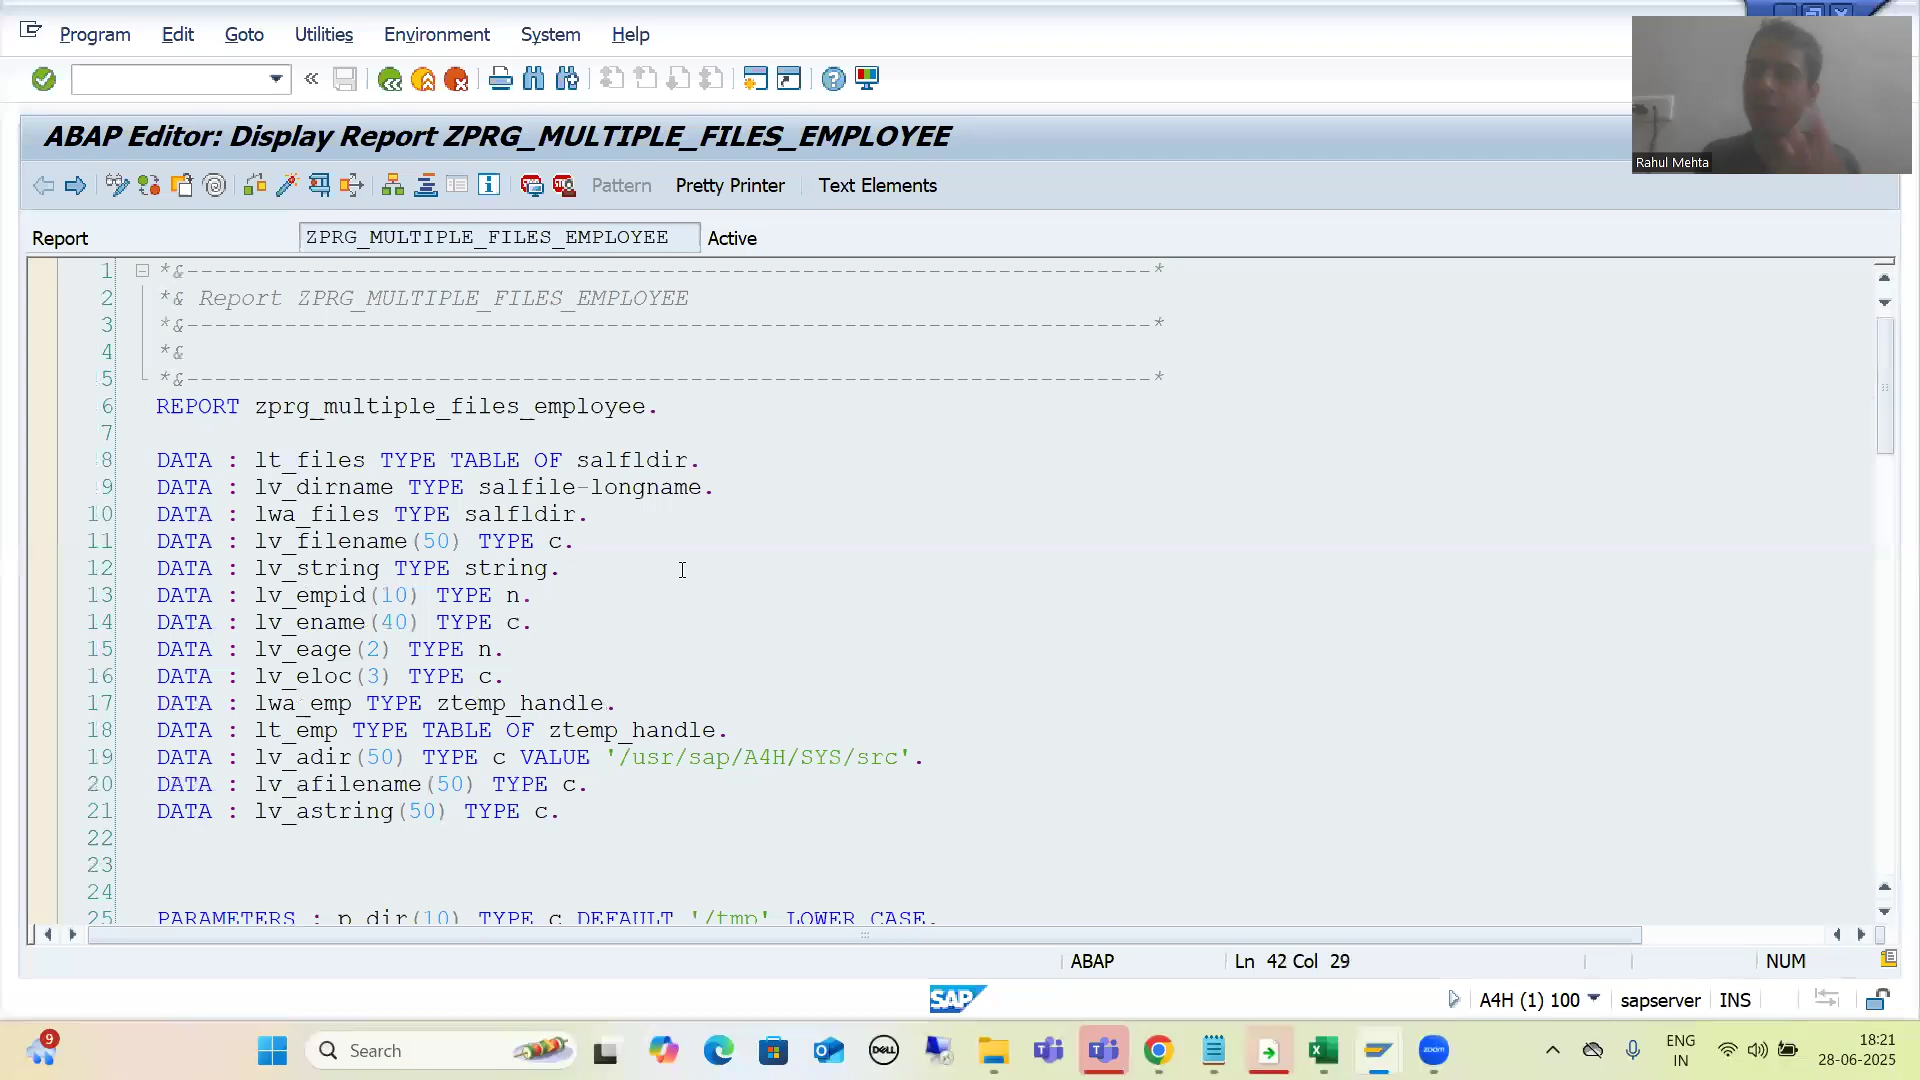 Program Edit Goto Utilities Environment System Help
Rahul Mehta
ABAP Editor: Display Report ZPRG_MULTIPLE_FILES_EMPLOYEE
Pattern Pretty Printer Text Elements
Report ZPRG_MULTIPLE_FILES_EMPLOYEE Active
1 *&---------------------------------------------------------------------*
2 *& Report ZPRG_MULTIPLE_FILES_EMPLOYEE
3 *&---------------------------------------------------------------------*
4 *&
5 *&---------------------------------------------------------------------*
6 REPORT zprg_multiple_files_employee.
7
8 DATA : lt_files TYPE TABLE OF salfldir.
9 DATA : lv_dirname TYPE salfile-longname.
10 DATA : lwa_files TYPE salfldir.
11 DATA : lv_filename(50) TYPE c.
12 DATA : lv_string TYPE string.
13 DATA : lv_empid(10) TYPE n.
14 DATA : lv_ename(40) TYPE c.
15 DATA : lv_eage(2) TYPE n.
16 DATA : lv_eloc(3) TYPE c.
17 DATA : lwa_emp TYPE ztemp_handle.
18 DATA : lt_emp TYPE TABLE OF ztemp_handle.
19 DATA : lv_adir(50) TYPE c VALUE '/usr/sap/A4H/SYS/src'.
20 DATA : lv_afilename(50) TYPE c.
21 DATA : lv_astring(50) TYPE c.
22
23
24
25 PARAMETERS : p_dir(10) TYPE c DEFAULT '/tmp' LOWER CASE.
ABAP Ln 42 Col 29 NUM
SAP A4H (1) 100 sapserver INS
9 Search DELL zoom ENG 18:21
IN 28-06-2025